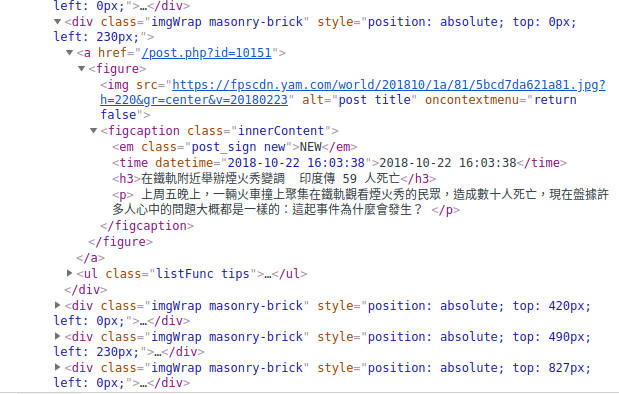 left: 0px;">…</div>
<div class="imgWrap masonry-brick" style="position: absolute; top: 0px;
left: 230px;">
<a href="/post.php?id=10151">
<figure>
<img src="https://fpscdn.yam.com/world/201810/1a/81/5bcd7da621a81.jpg?
h=220&gr=center&v=20180223" alt="post title" oncontextmenu="return
false">
<figcaption class="innerContent">
<em class="post_sign new">NEW</em>
<time datetime="2018-10-22 16:03:38">2018-10-22 16:03:38</time>
<h3>在鐵軌附近舉辦煙火秀變調　印度傳 59 人死亡</h3>
<p> 上周五晚上，一輛火車撞上聚集在鐵軌觀看煙火秀的民眾，造成數十人死亡，現在盤據許
多人心中的問題大概都是一樣的：這起事件為什麼會發生？ </p>
</figcaption>
</figure>
</a>
<ul class="listFunc tips">…</ul>
</div>
<div class="imgWrap masonry-brick" style="position: absolute; top: 420px;
left: 0px;">…</div>
<div class="imgWrap masonry-brick" style="position: absolute; top: 490px;
left: 230px;">…</div>
<div class="imgWrap masonry-brick" style="position: absolute; top: 827px;
left: 0px;">…</div>